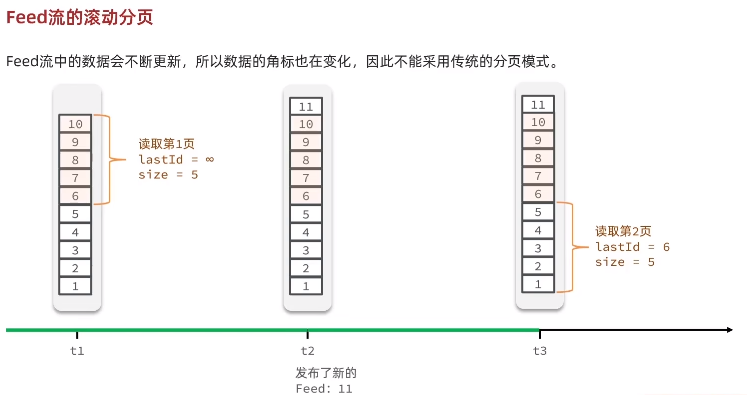 Feed流的滚动分页
Feed流中的数据会不断更新，所以数据的角标也在变化，因此不能采用传统的分页模式。
10
9
8
7
6
5
4
3
2
1
读取第1页
lastId = ∞
size = 5
11
10
9
8
7
6
5
4
3
2
1
11
10
9
8
7
6
5
4
3
2
1
读取第2页
lastId = 6
size = 5
t1
t2
t3
发布了新的
Feed: 11